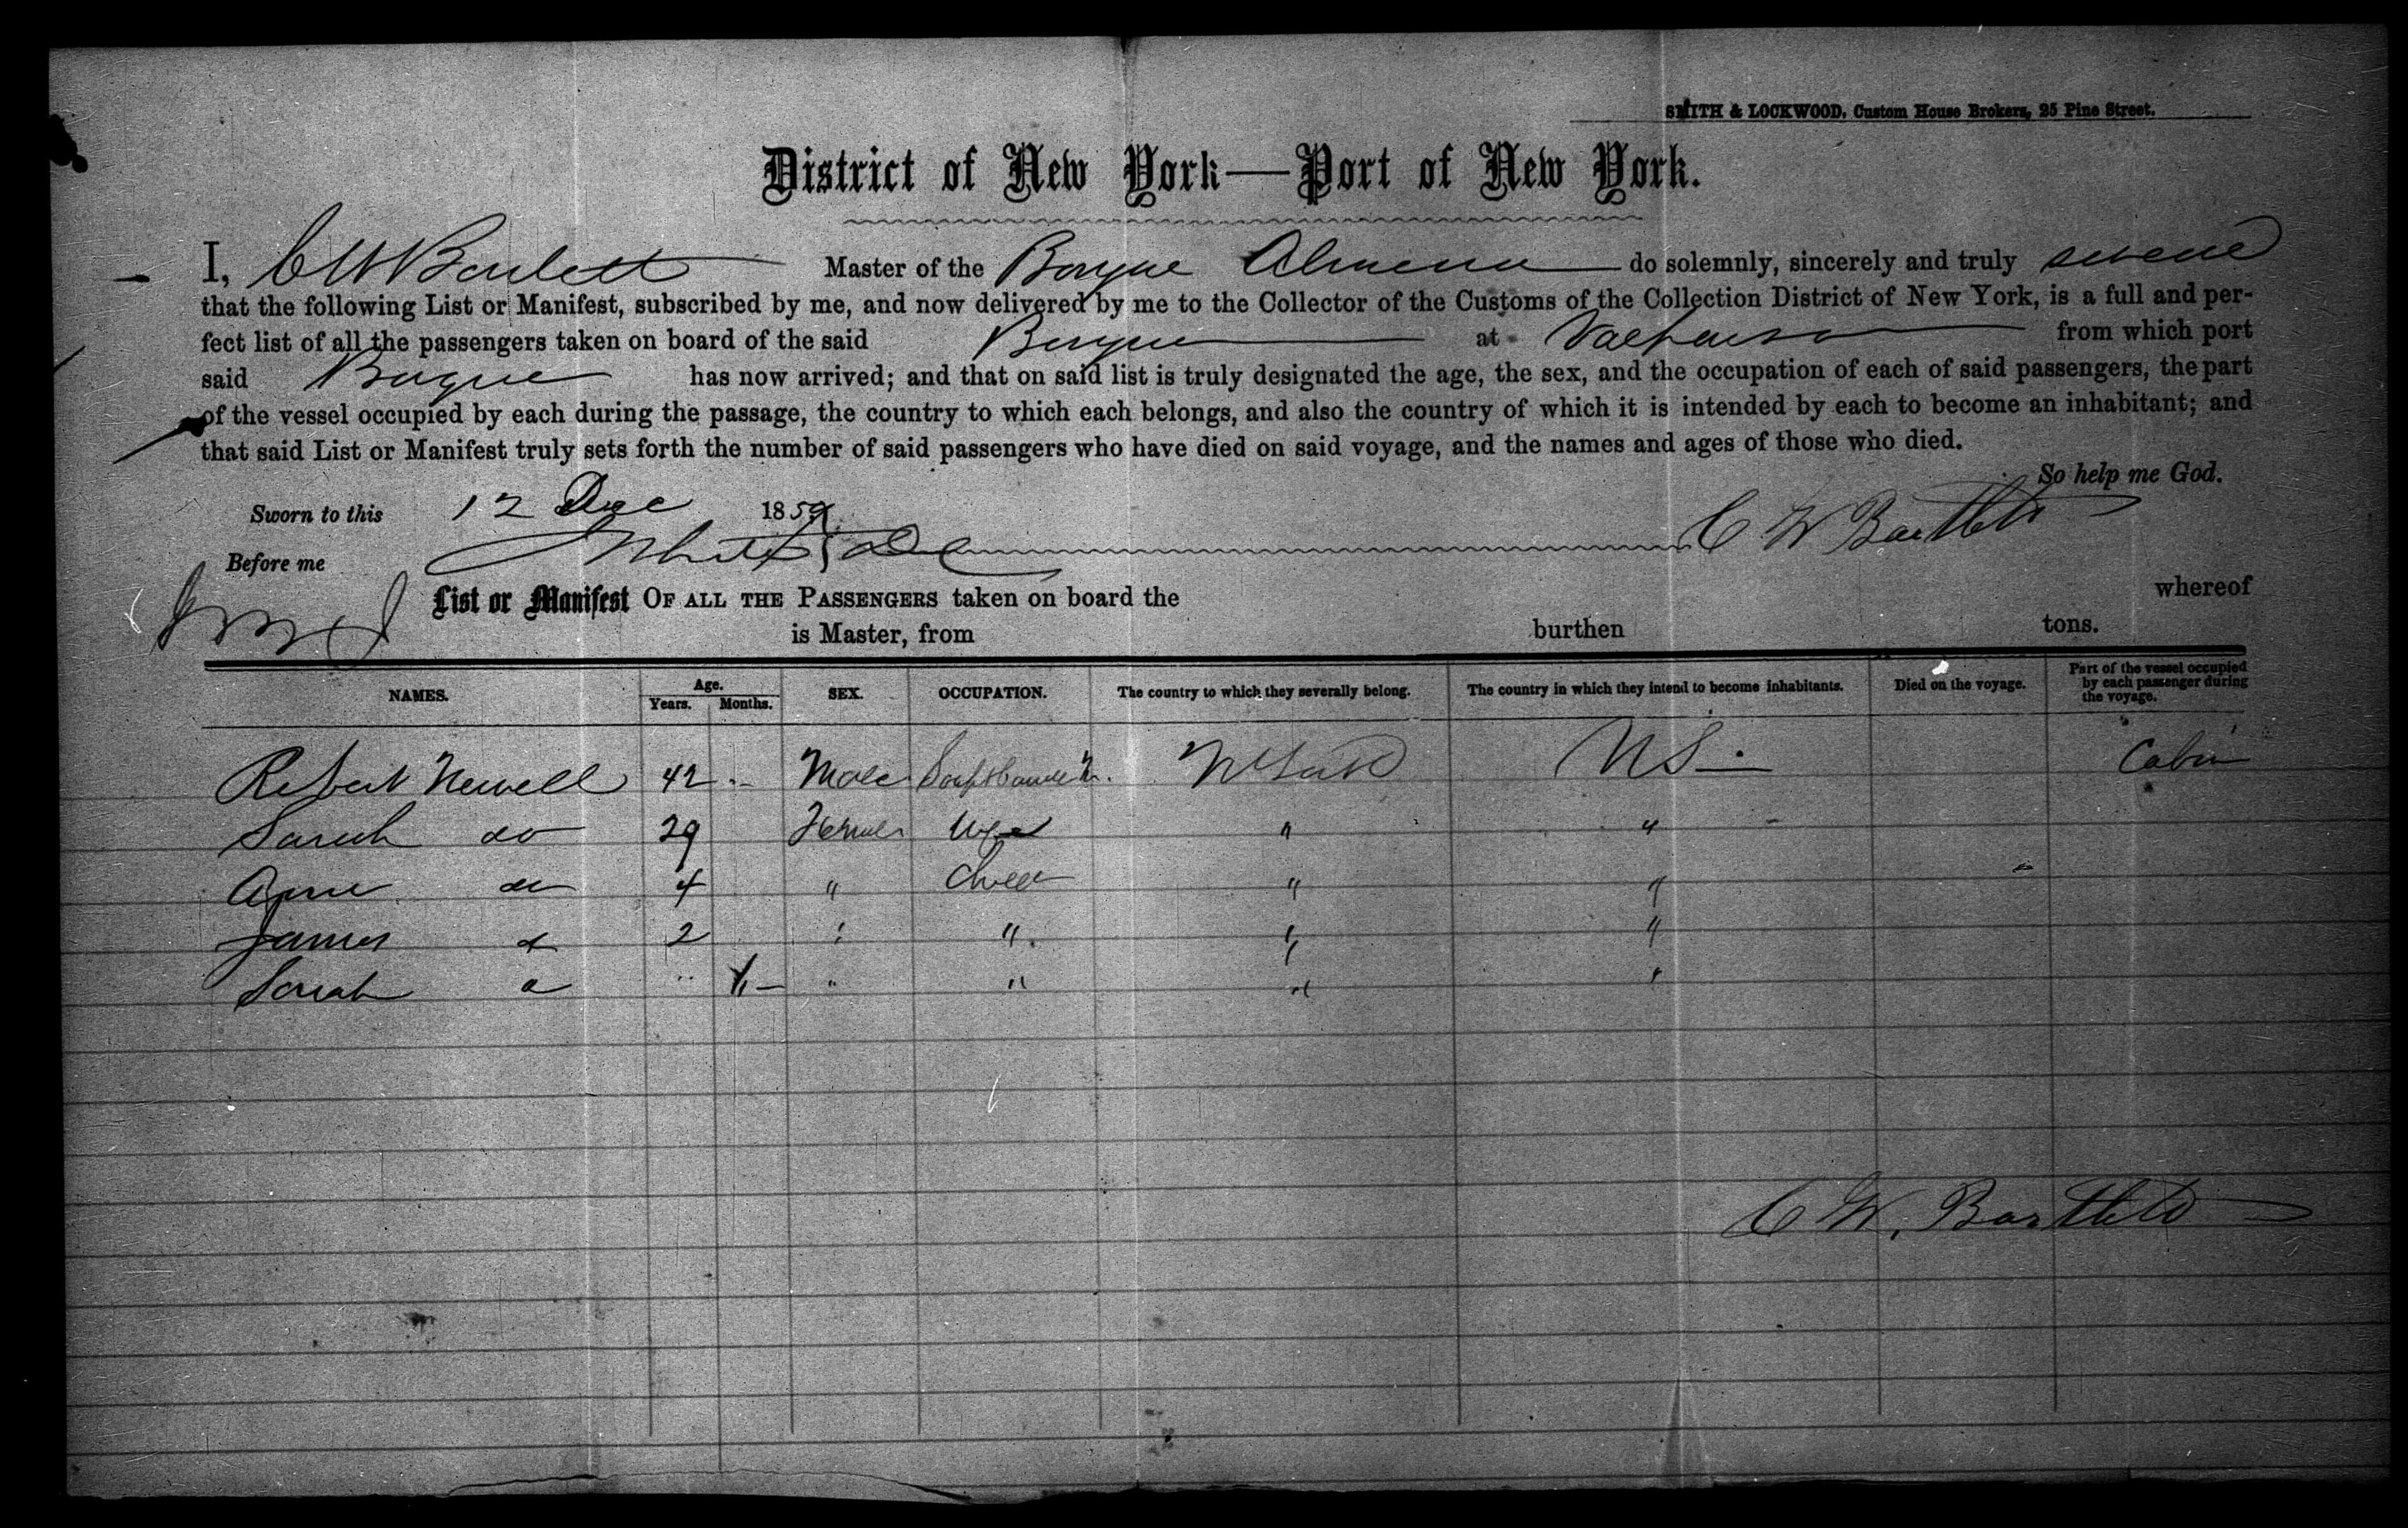 SMITH & LOCKWOOD, Custom House Brokers, 25 Pine Street.
District of New York—Port of New York.
I, C W Bartlett Master of the Barque Almena do solemnly, sincerely and truly swear
that the following List or Manifest, subscribed by me, and now delivered by me to the Collector of the Customs of the Collection District of New York, is a full and per-
fect list of all the passengers taken on board of the said Barque at Valparaiso from which port
said Barque has now arrived; and that on said list is truly designated the age, the sex, and the occupation of each of said passengers, the part
of the vessel occupied by each during the passage, the country to which each belongs, and also the country of which it is intended by each to become an inhabitant; and
that said List or Manifest truly sets forth the number of said passengers who have died on said voyage, and the names and ages of those who died.
So help me God.
Sworn to this 12 Dec 1859
Before me C W Bartlett
List or Manifest OF ALL THE PASSENGERS taken on board the whereof
is Master, from burthen tons.
NAMES. Age. Years. Months. SEX. OCCUPATION. The country to which they severally belong. The country in which they intend to become inhabitants. Died on the voyage. Part of the vessel occupied by each passenger during the voyage.
Robert Newell 42 Male US Cabin
Sarah do 29 Female Wife " "
Anne do 4 " Child " "
James do 2 " " " "
Sarah do " " " " "
C W. Bartlett